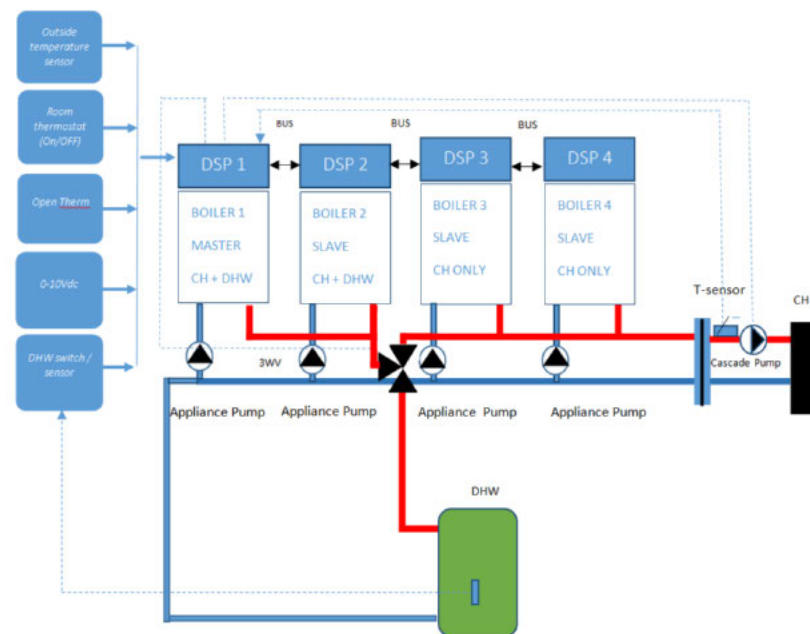 Outside
temperature
sensor
Room
thermostat
(On/OFF)
Open Therm
0-10Vdc
DHW switch /
sensor
BUS
BUS
BUS
DSP 1
DSP 2
DSP 3
DSP 4
BOILER 1
MASTER
CH + DHW
BOILER 2
SLAVE
CH + DHW
BOILER 3
SLAVE
CH ONLY
BOILER 4
SLAVE
CH ONLY
T-sensor
CH
3WV
Cascade Pump
Appliance Pump
Appliance Pump
Appliance Pump
Appliance Pump
DHW